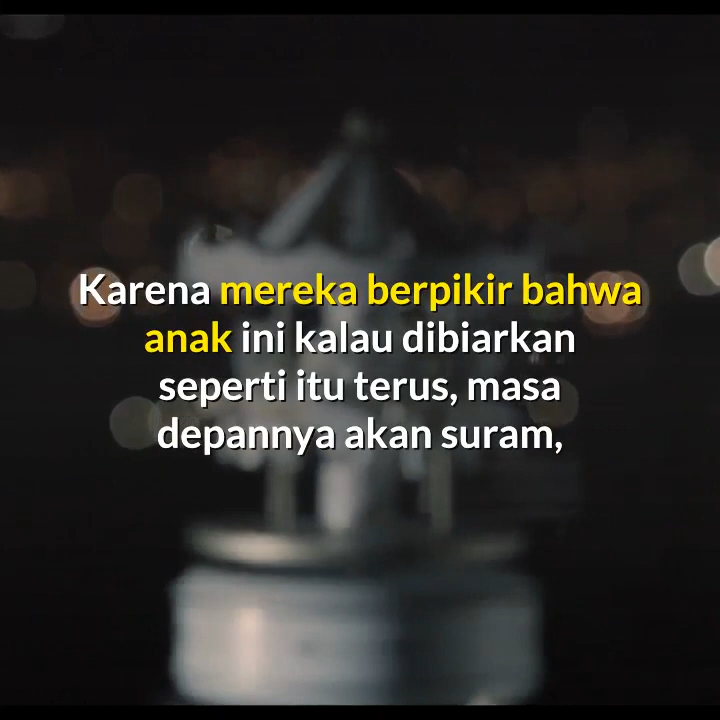 Karena mereka berpikir bahwa
anak ini kalau dibiarkan
seperti itu terus, masa
depannya akan suram,